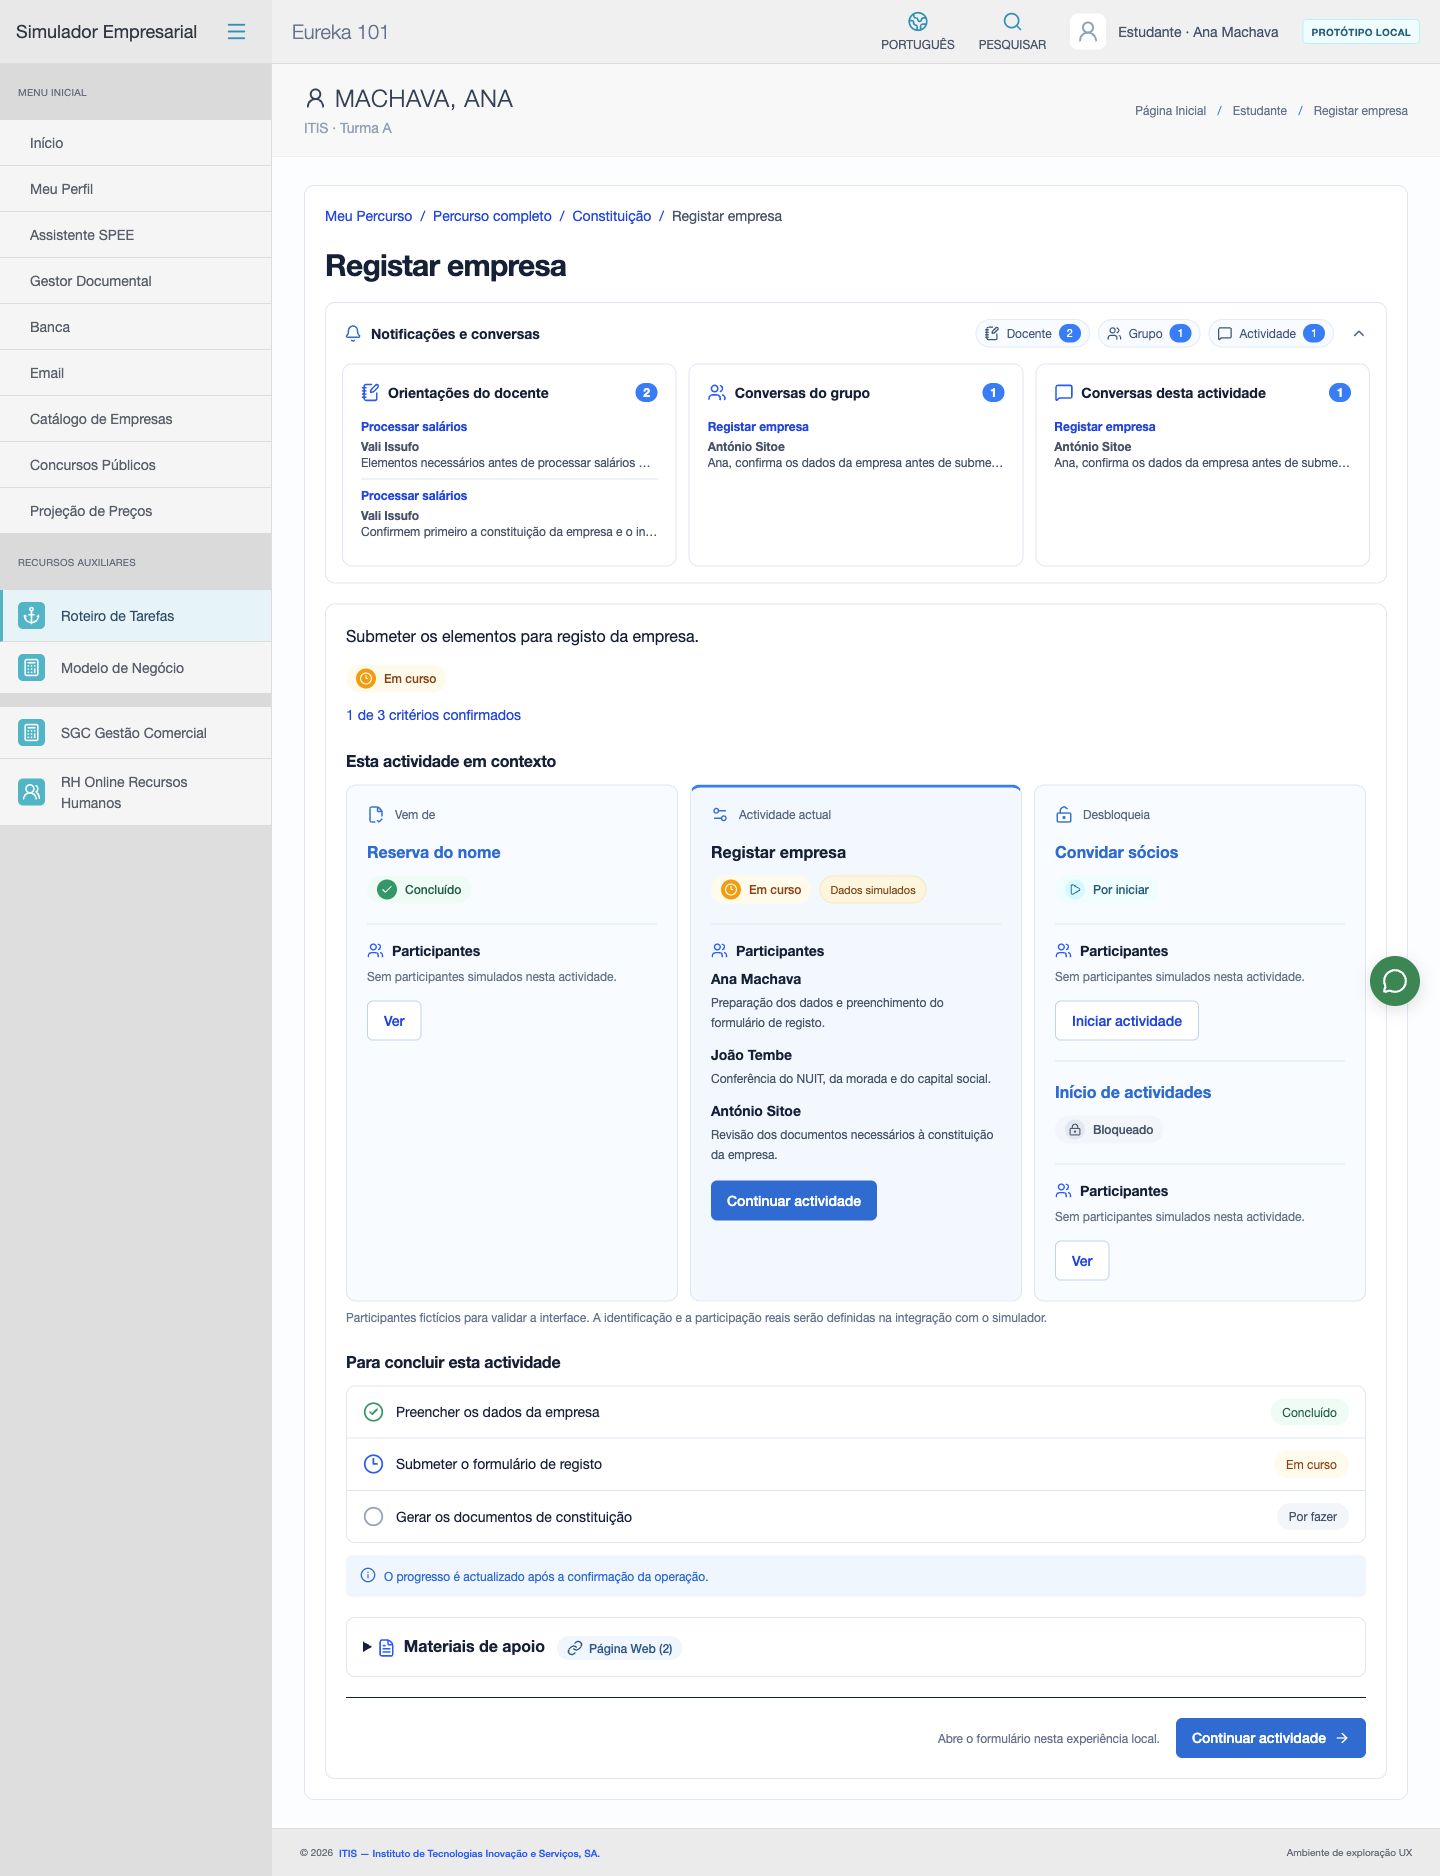 Simulador Empresarial
Eureka 101
PORTUGUÊS
PESQUISAR
Estudante · Ana Machava
PROTÓTIPO LOCAL
MENU INICIAL
Início
Meu Perfil
Assistente SPEE
Gestor Documental
Banca
Email
Catálogo de Empresas
Concursos Públicos
Projeção de Preços
RECURSOS AUXILIARES
Roteiro de Tarefas
Modelo de Negócio
SGC Gestão Comercial
RH Online Recursos
Humanos
MACHAVA, ANA
ITIS · Turma A
Página Inicial / Estudante / Registar empresa
Meu Percurso / Percurso completo / Constituição / Registar empresa
Registar empresa
Notificações e conversas
Docente 2
Grupo 1
Actividade 1
Orientações do docente 2
Processar salários
Vali Issufo
Elementos necessários antes de processar salários ...
Processar salários
Vali Issufo
Confirmem primeiro a constituição da empresa e o in...
Conversas do grupo 1
Registar empresa
António Sitoe
Ana, confirma os dados da empresa antes de subme...
Conversas desta actividade 1
Registar empresa
António Sitoe
Ana, confirma os dados da empresa antes de subme...
Submeter os elementos para registo da empresa.
Em curso
1 de 3 critérios confirmados
Esta actividade em contexto
Vem de
Reserva do nome
Concluído
Participantes
Sem participantes simulados nesta actividade.
Ver
Actividade actual
Registar empresa
Em curso
Dados simulados
Participantes
Ana Machava
Preparação dos dados e preenchimento do
formulário de registo.
João Tembe
Conferência do NUIT, da morada e do capital social.
António Sitoe
Revisão dos documentos necessários à constituição
da empresa.
Continuar actividade
Desbloqueia
Convidar sócios
Por iniciar
Participantes
Sem participantes simulados nesta actividade.
Iniciar actividade
Início de actividades
Bloqueado
Participantes
Sem participantes simulados nesta actividade.
Ver
Participantes fictícios para validar a interface. A identificação e a participação reais serão definidas na integração com o simulador.
Para concluir esta actividade
Preencher os dados da empresa
Concluído
Submeter o formulário de registo
Em curso
Gerar os documentos de constituição
Por fazer
O progresso é actualizado após a confirmação da operação.
Materiais de apoio
Página Web (2)
Abre o formulário nesta experiência local.
Continuar actividade
© 2026 ITIS — Instituto de Tecnologias Inovação e Serviços, SA.
Ambiente de exploração UX